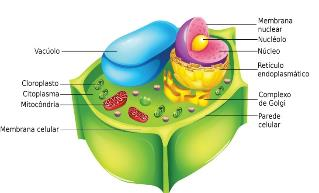 Membrana
nuclear
Nucléolo
Núcleo
Retículo
endoplasmático
Complexo
de Golgi
Parede
celular
Vacúolo
Cloroplasto
Citoplasma
Mitocôndria
Membrana celular